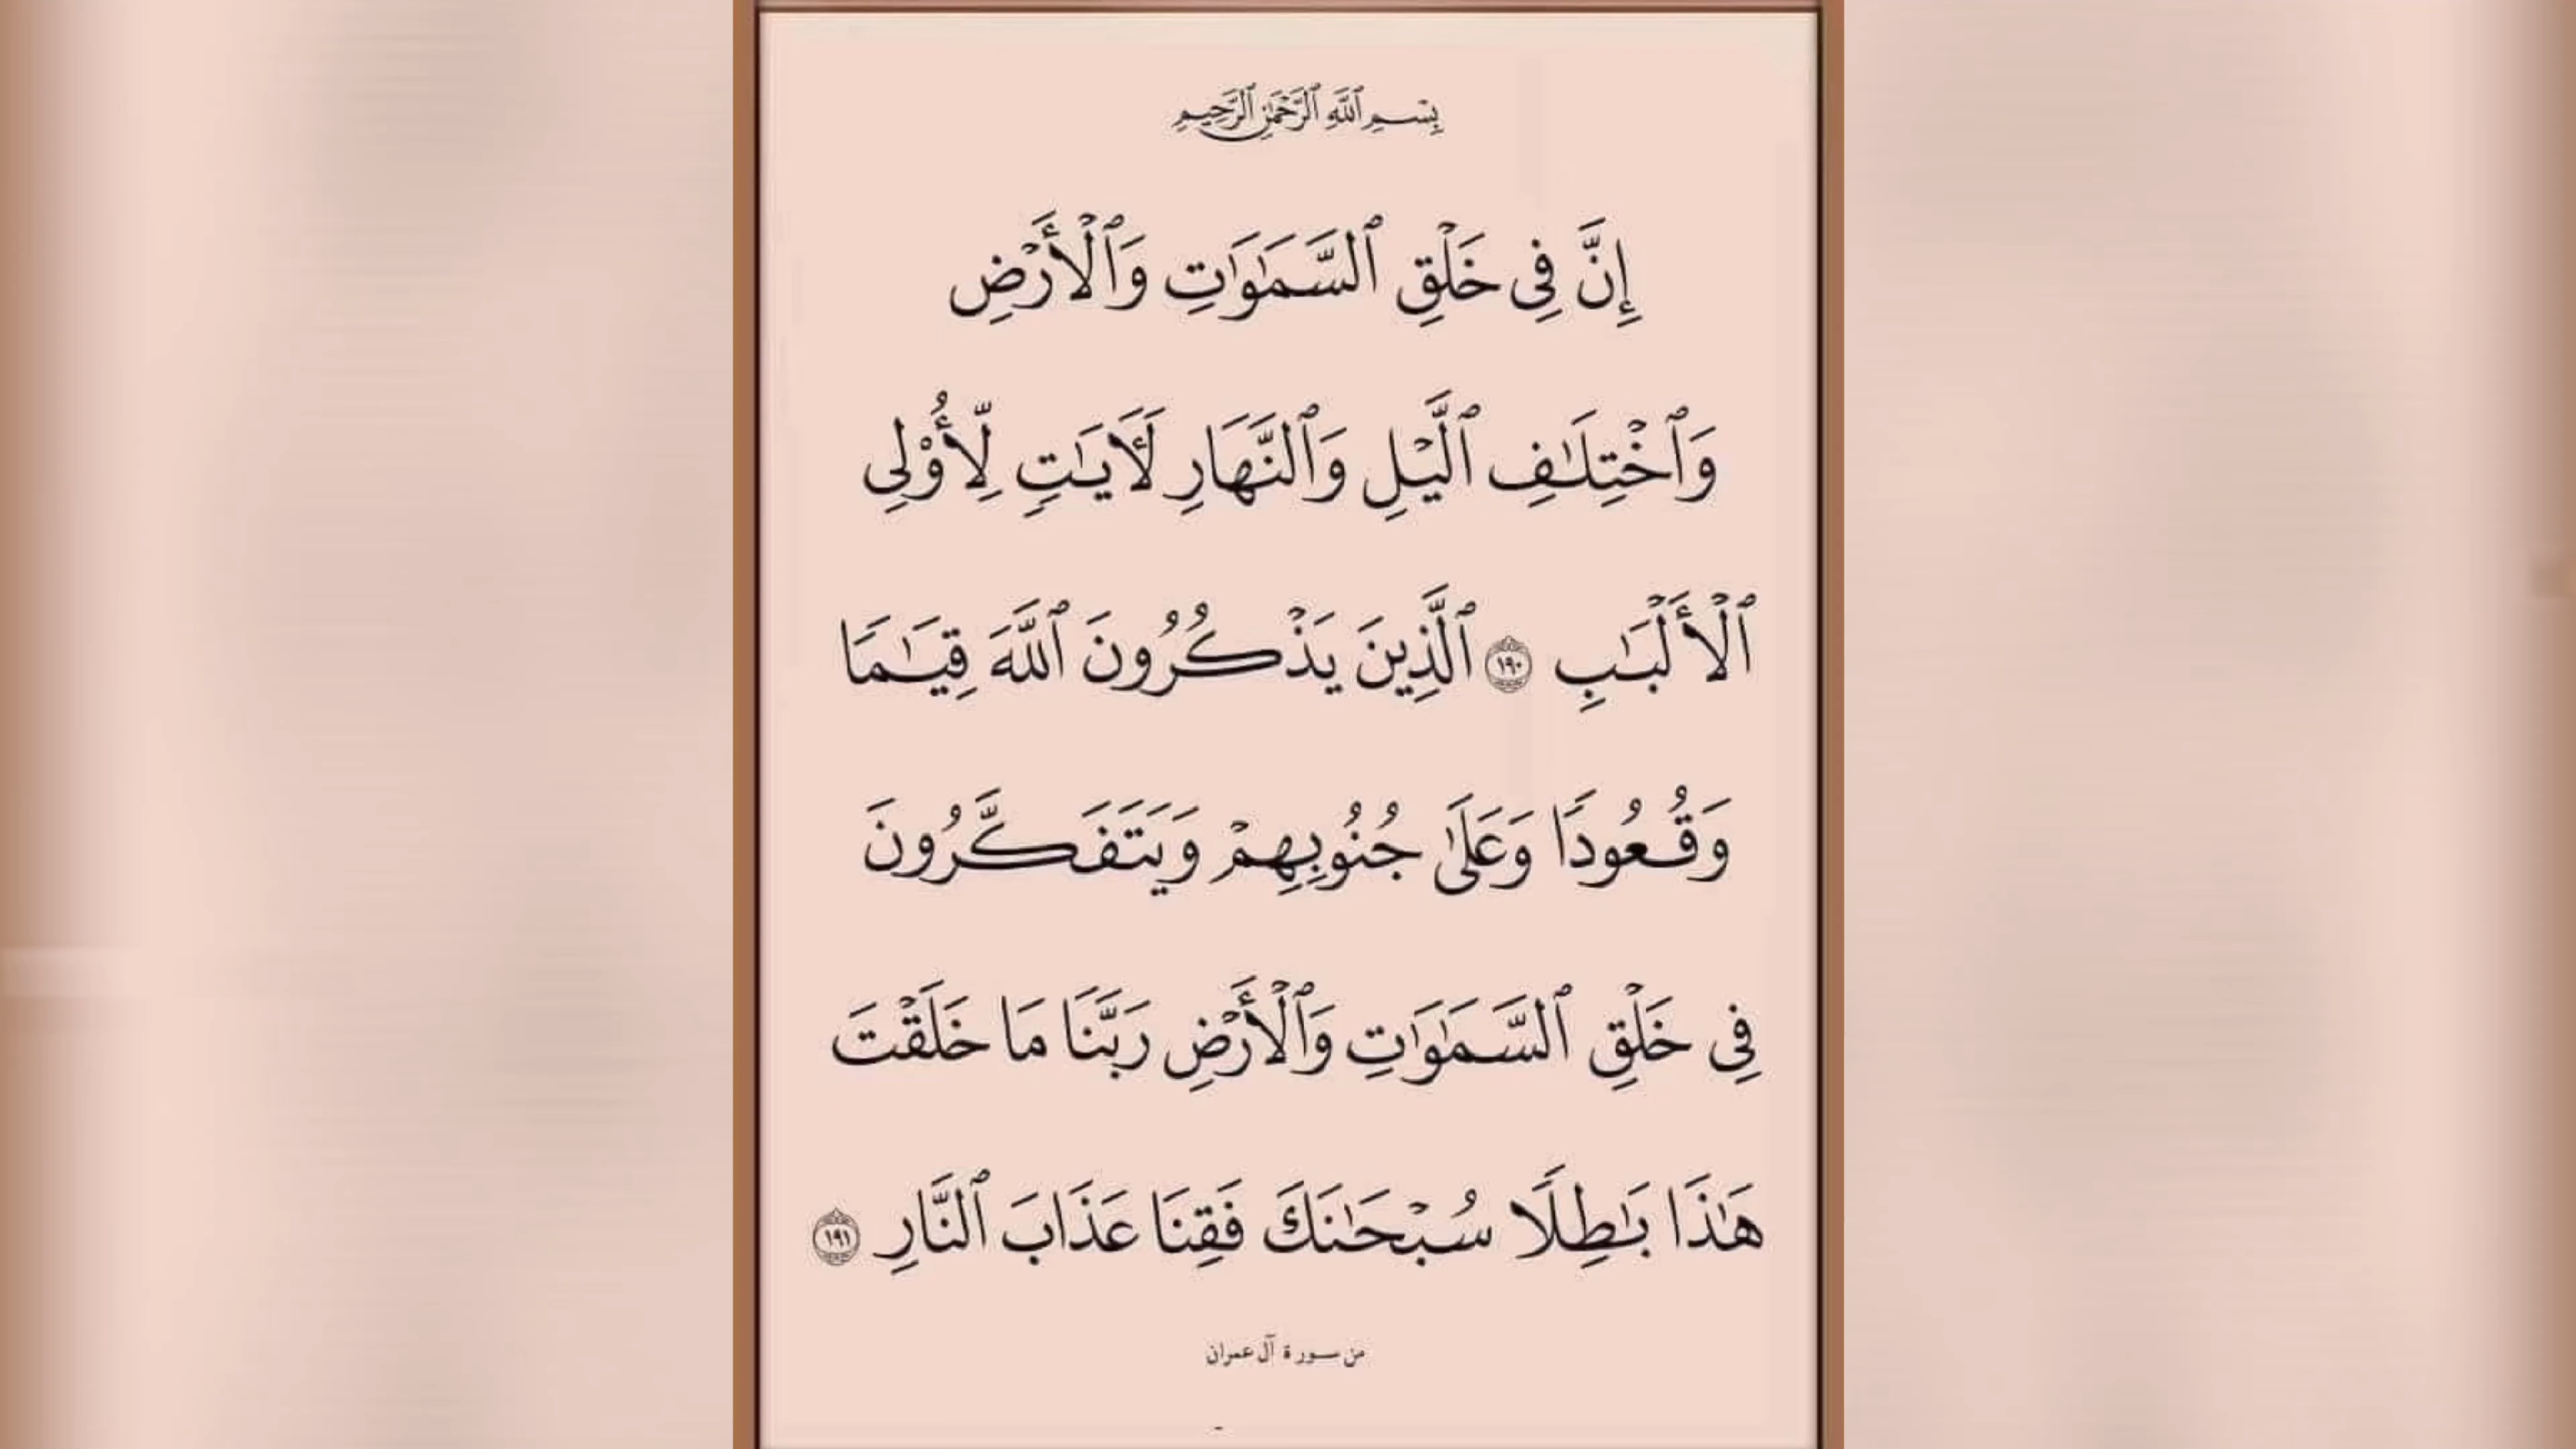 بِسْمِ ٱللَّهِ ٱلرَّحْمَٰنِ ٱلرَّحِيمِ
إِنَّ فِى خَلْقِ ٱلسَّمَٰوَٰتِ وَٱلْأَرْضِ
وَٱخْتِلَٰفِ ٱلَّيْلِ وَٱلنَّهَارِ لَـَٔايَٰتٍ لِّأُو۟لِى
ٱلْأَلْبَٰبِ ١٩٠ ٱلَّذِينَ يَذْكُرُونَ ٱللَّهَ قِيَٰمًا
وَقُعُودًا وَعَلَىٰ جُنُوبِهِمْ وَيَتَفَكَّرُونَ
فِى خَلْقِ ٱلسَّمَٰوَٰتِ وَٱلْأَرْضِ رَبَّنَا مَا خَلَقْتَ
هَٰذَا بَٰطِلًا سُبْحَٰنَكَ فَقِنَا عَذَابَ ٱلنَّارِ ١٩١
من سورة آل عمران